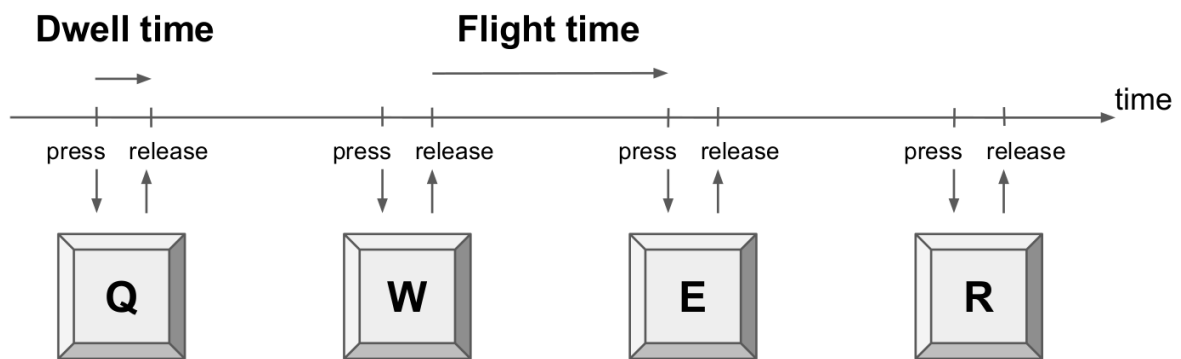 Dwell time Flight time
time
press release press release press release press release
Q W E R